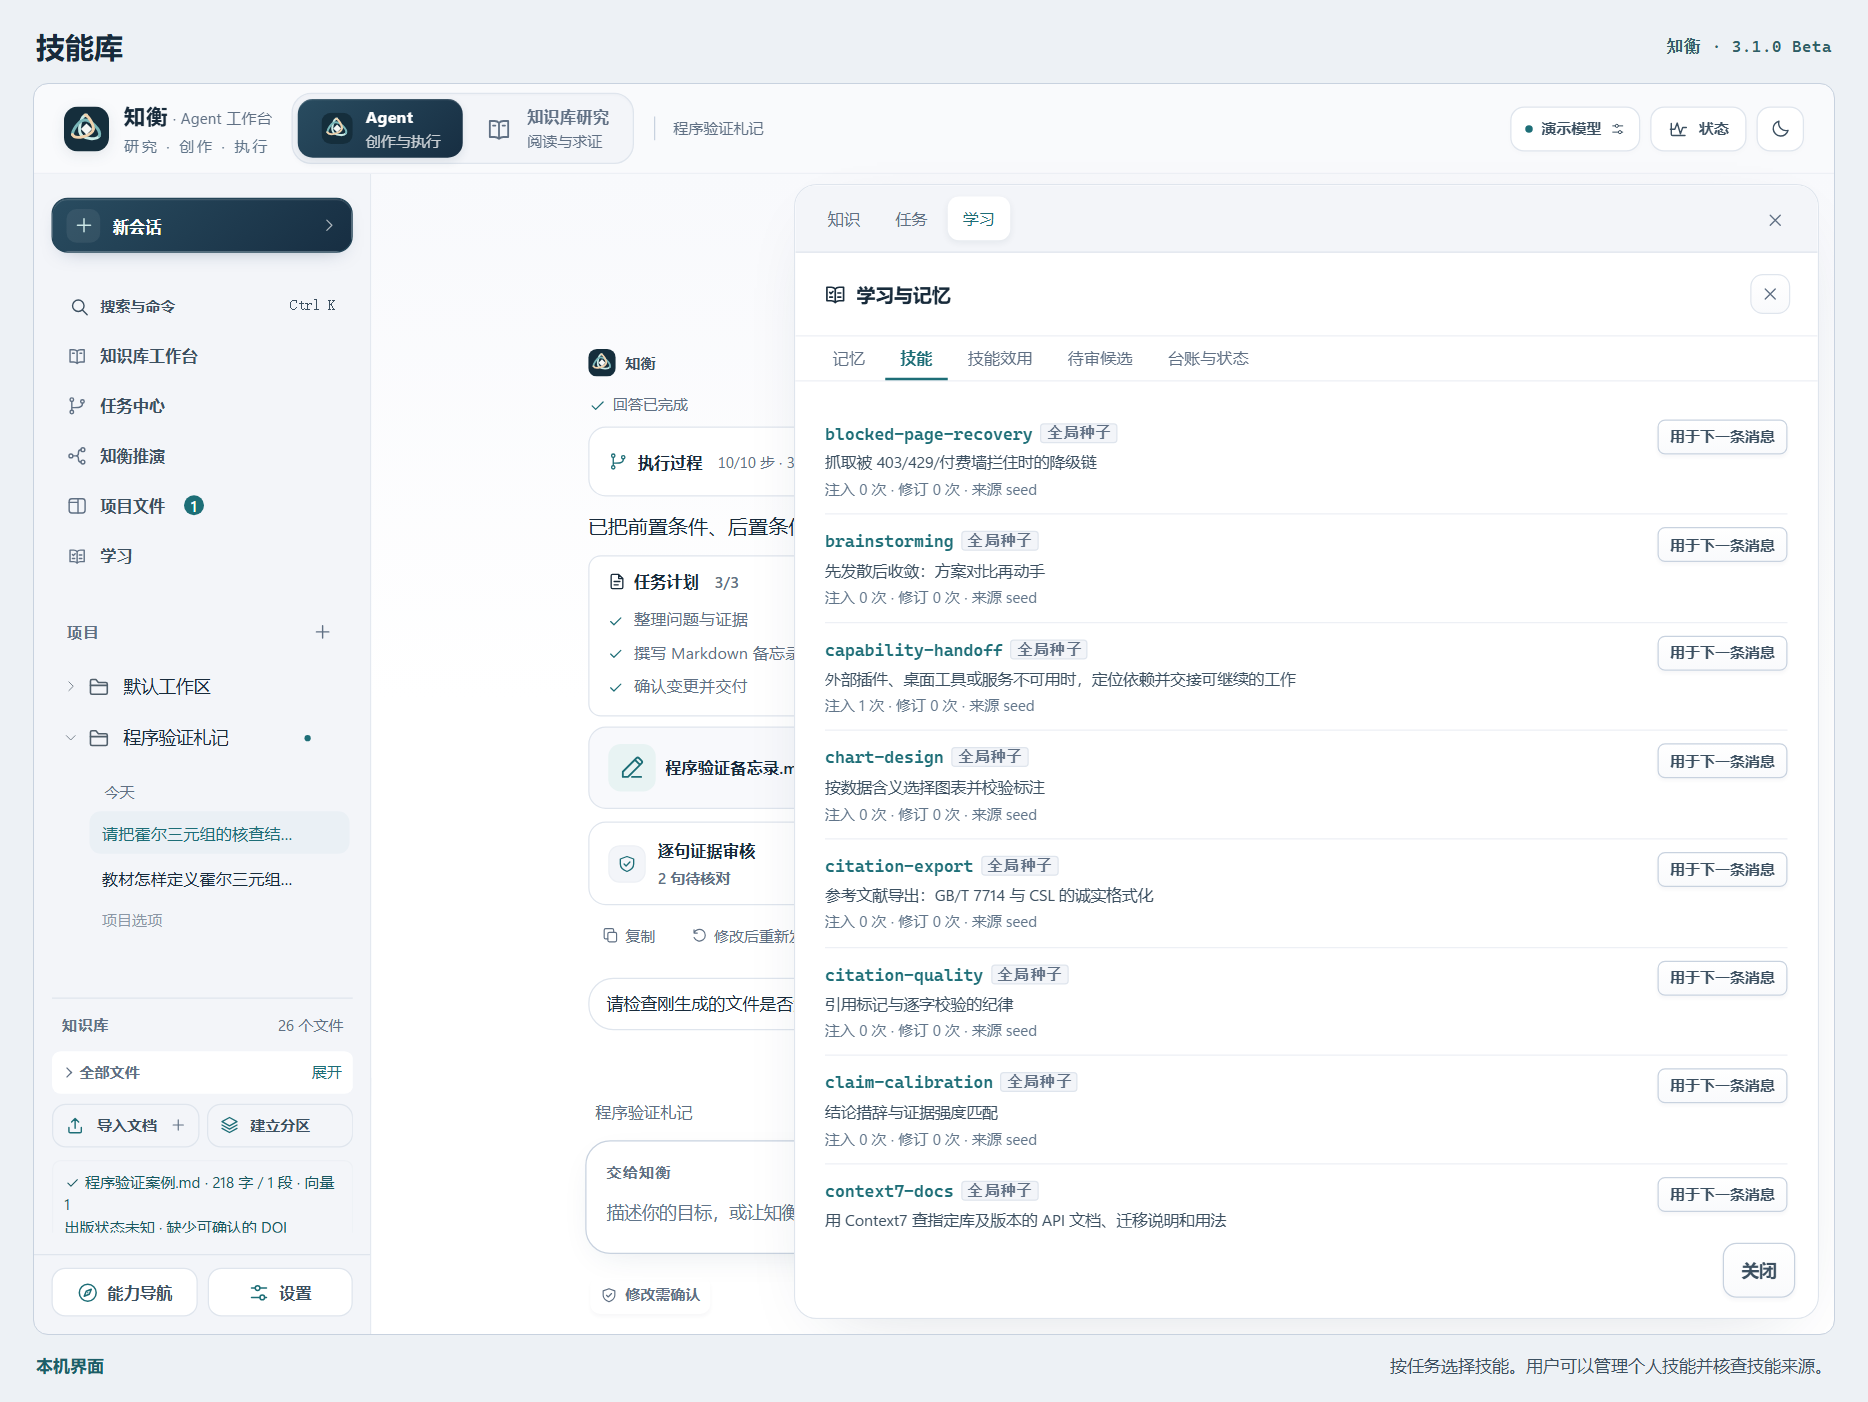 技能库
知衡 · 3.1.0 Beta
知衡 · Agent 工作台
研究 · 创作 · 执行
Agent
创作与执行
知识库研究
阅读与求证
程序验证札记
演示模型
状态
新会话
搜索与命令 Ctrl K
知识库工作台
任务中心
知衡推演
项目文件 1
学习
项目
默认工作区
程序验证札记
今天
请把霍尔三元组的核查结...
教材怎样定义霍尔三元组...
项目选项
知识库 26 个文件
全部文件 展开
导入文档
建立分区
程序验证案例.md · 218 字 / 1 段 · 向量
1
出版状态未知 · 缺少可确认的 DOI
能力导航
设置
知衡
回答已完成
执行过程 10/10 步 · 3
已把前置条件、后置条
任务计划 3/3
整理问题与证据
撰写 Markdown 备忘录
确认变更并交付
程序验证备忘录.m
逐句证据审核
2 句待核对
复制
修改后重新发
请检查刚生成的文件是否
程序验证札记
交给知衡
描述你的目标，或让知衡
修改需确认
知识
任务
学习
学习与记忆
记忆
技能
技能效用
待审候选
台账与状态
blocked-page-recovery 全局种子
用于下一条消息
抓取被 403/429/付费墙拦住时的降级链
注入 0 次 · 修订 0 次 · 来源 seed
brainstorming 全局种子
用于下一条消息
先发散后收敛：方案对比再动手
注入 0 次 · 修订 0 次 · 来源 seed
capability-handoff 全局种子
用于下一条消息
外部插件、桌面工具或服务不可用时，定位依赖并交接可继续的工作
注入 1 次 · 修订 0 次 · 来源 seed
chart-design 全局种子
用于下一条消息
按数据含义选择图表并校验标注
注入 0 次 · 修订 0 次 · 来源 seed
citation-export 全局种子
用于下一条消息
参考文献导出：GB/T 7714 与 CSL 的诚实格式化
注入 0 次 · 修订 0 次 · 来源 seed
citation-quality 全局种子
用于下一条消息
引用标记与逐字校验的纪律
注入 0 次 · 修订 0 次 · 来源 seed
claim-calibration 全局种子
用于下一条消息
结论措辞与证据强度匹配
注入 0 次 · 修订 0 次 · 来源 seed
context7-docs 全局种子
用于下一条消息
用 Context7 查指定库及版本的 API 文档、迁移说明和用法
关闭
本机界面
按任务选择技能。用户可以管理个人技能并核查技能来源。